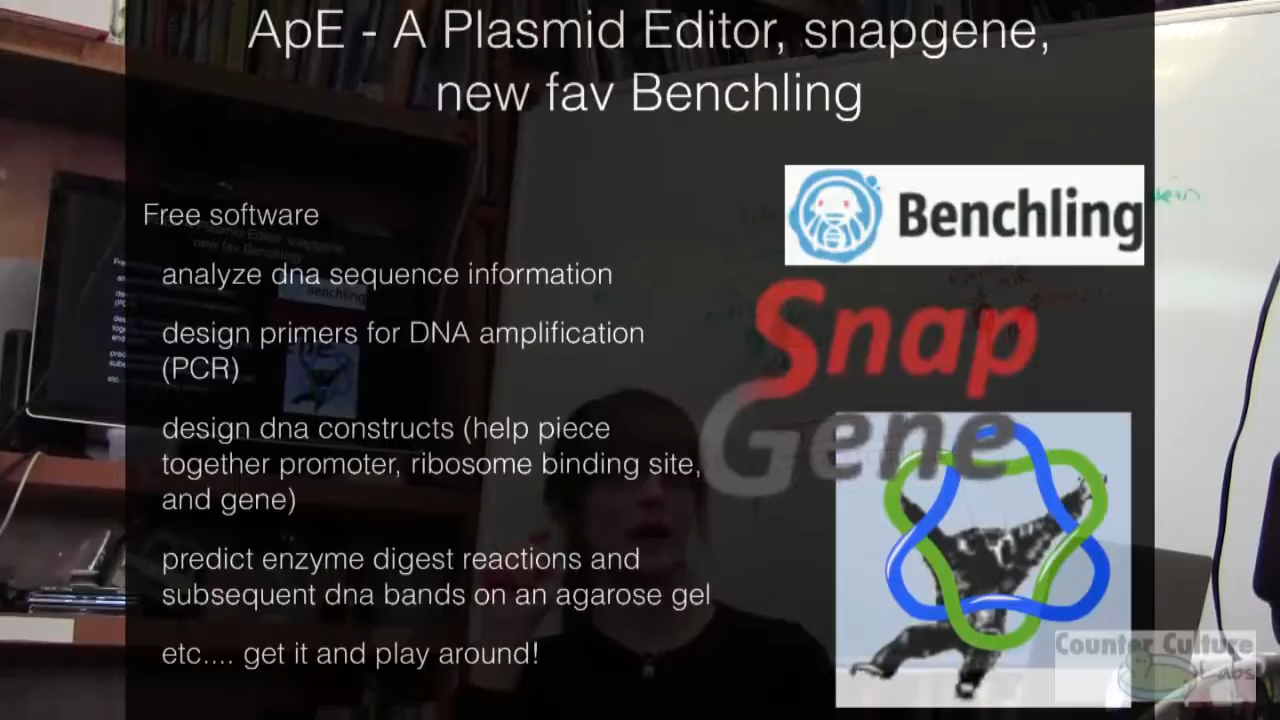 ApE - A Plasmid Editor, snapgene,
new fav Benchling
Benchling
Free software
analyze dna sequence information
Snap
design primers for DNA amplification
(PCR)
Gene
design dna constructs (help piece
together promoter, ribosome binding site,
and gene)
predict enzyme digest reactions and
subsequent dna bands on an agarose gel
etc.... get it and play around!
Counter Culture
Labs